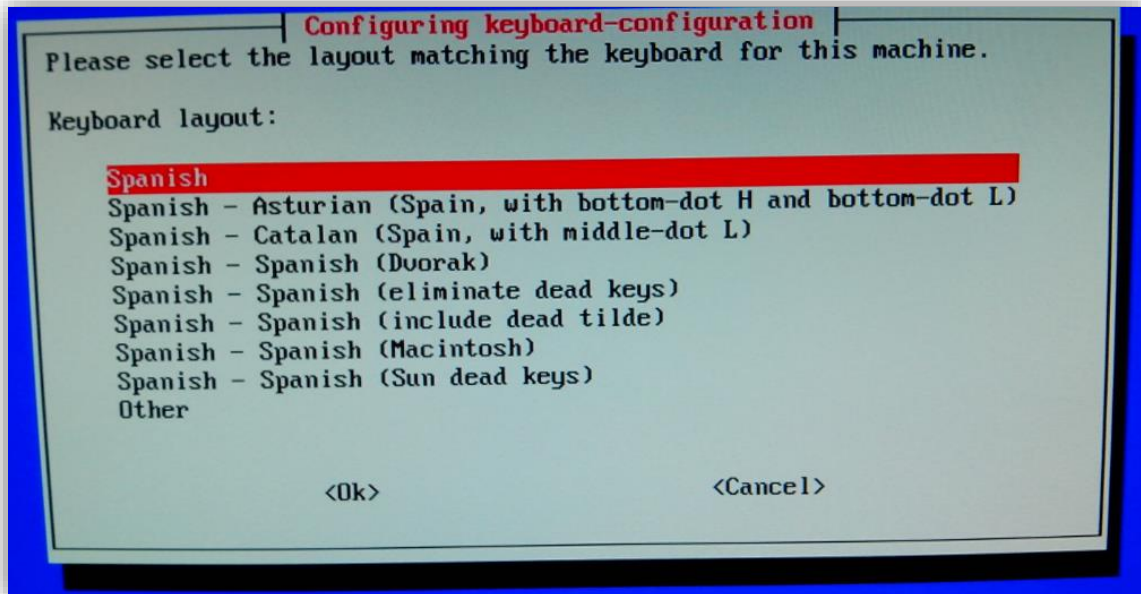 Configuring keyboard-configuration
Please select the layout matching the keyboard for this machine.
Keyboard layout:
Spanish
Spanish - Asturian (Spain, with bottom-dot H and bottom-dot L)
Spanish - Catalan (Spain, with middle-dot L)
Spanish - Spanish (Dvorak)
Spanish - Spanish (eliminate dead keys)
Spanish - Spanish (include dead tilde)
Spanish - Spanish (Macintosh)
Spanish - Spanish (Sun dead keys)
Other
<Ok> <Cancel>